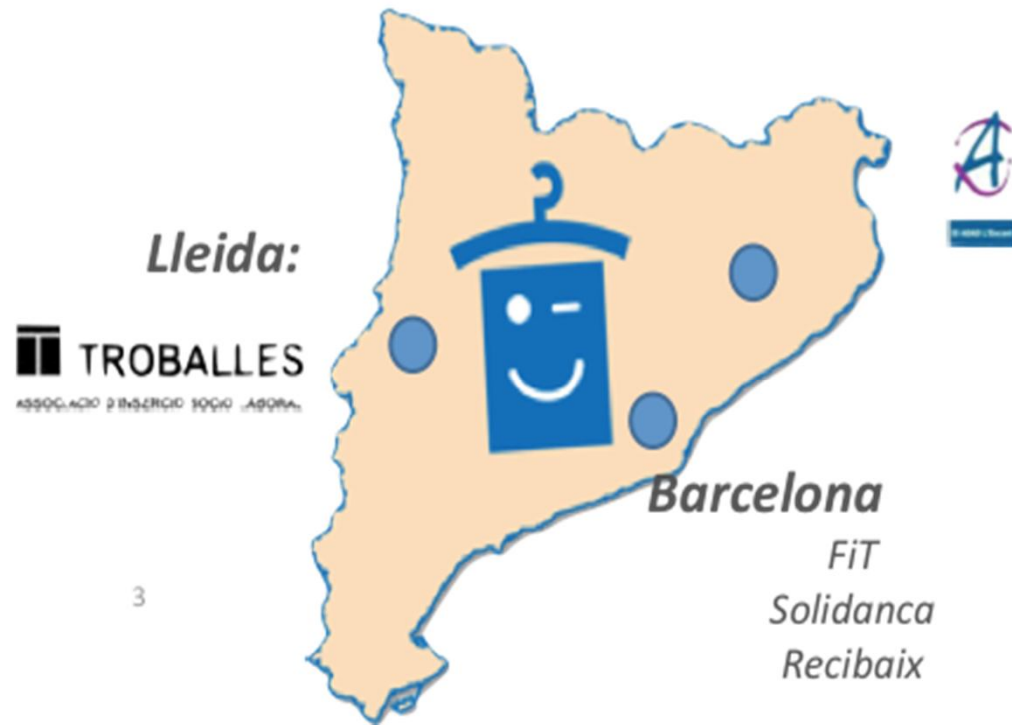 Lleida:
TROBALLES
Barcelona
FiT
Solidanca
Recibaix
3